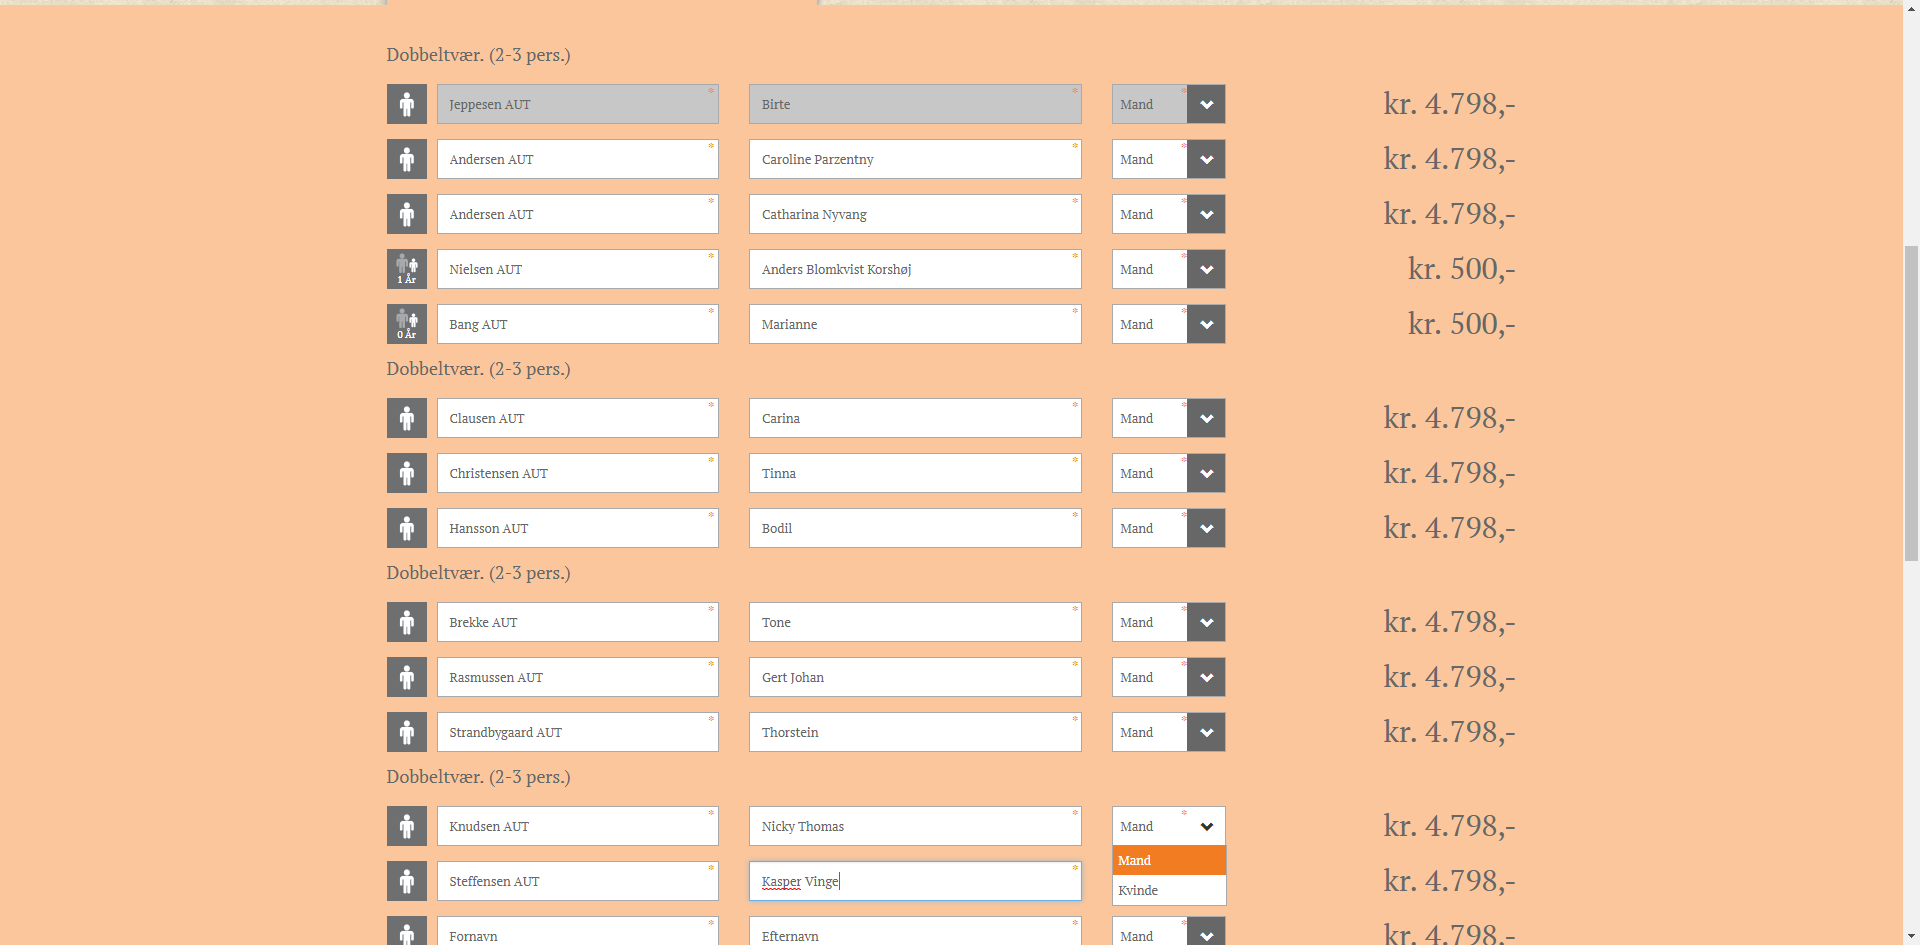 Dobbeltvær. (2-3 pers.)
Jeppesen AUT * Birte * Mand * kr. 4.798,-
Andersen AUT * Caroline Parzentny * Mand * kr. 4.798,-
Andersen AUT * Catharina Nyvang * Mand * kr. 4.798,-
1 År Nielsen AUT * Anders Blomkvist Korshøj * Mand * kr. 500,-
0 År Bang AUT * Marianne * Mand * kr. 500,-
Dobbeltvær. (2-3 pers.)
Clausen AUT * Carina * Mand * kr. 4.798,-
Christensen AUT * Tinna * Mand * kr. 4.798,-
Hansson AUT * Bodil * Mand * kr. 4.798,-
Dobbeltvær. (2-3 pers.)
Brekke AUT * Tone * Mand * kr. 4.798,-
Rasmussen AUT * Gert Johan * Mand * kr. 4.798,-
Strandbygaard AUT * Thorstein * Mand * kr. 4.798,-
Dobbeltvær. (2-3 pers.)
Knudsen AUT * Nicky Thomas * Mand * kr. 4.798,-
Mand
Steffensen AUT * Kasper Vinge * kr. 4.798,-
Kvinde
Fornavn * Efternavn * Mand * kr. 4.798,-